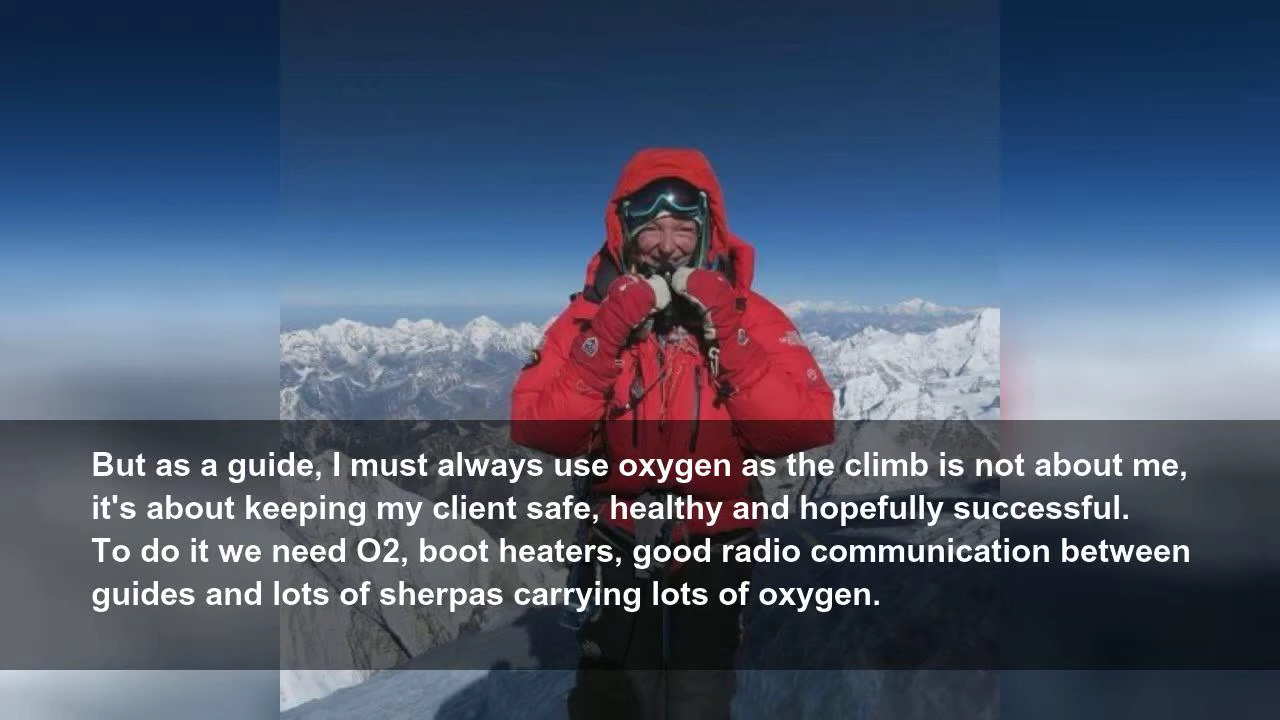 But as a guide, I must always use oxygen as the climb is not about me,
it's about keeping my client safe, healthy and hopefully successful.
To do it we need O2, boot heaters, good radio communication between
guides and lots of sherpas carrying lots of oxygen.